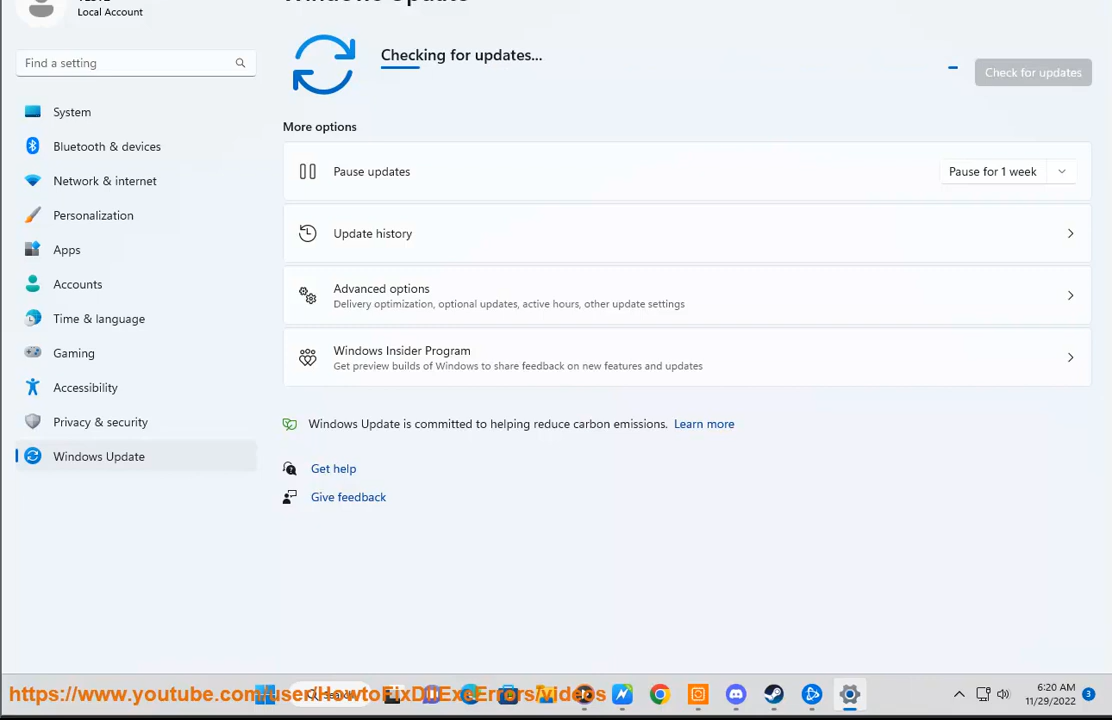 Local Account
Windows Update
Find a setting
Checking for updates...
Check for updates
System
Bluetooth & devices
Network & internet
Personalization
Apps
Accounts
Time & language
Gaming
Accessibility
Privacy & security
Windows Update
More options
Pause updates
Pause for 1 week
Update history
Advanced options
Delivery optimization, optional updates, active hours, other update settings
Windows Insider Program
Get preview builds of Windows to share feedback on new features and updates
Windows Update is committed to helping reduce carbon emissions. Learn more
Get help
Give feedback
https://www.youtube.com/user/HowtoFixDllExeErrors/videos
Search
6:20 AM
11/29/2022
3